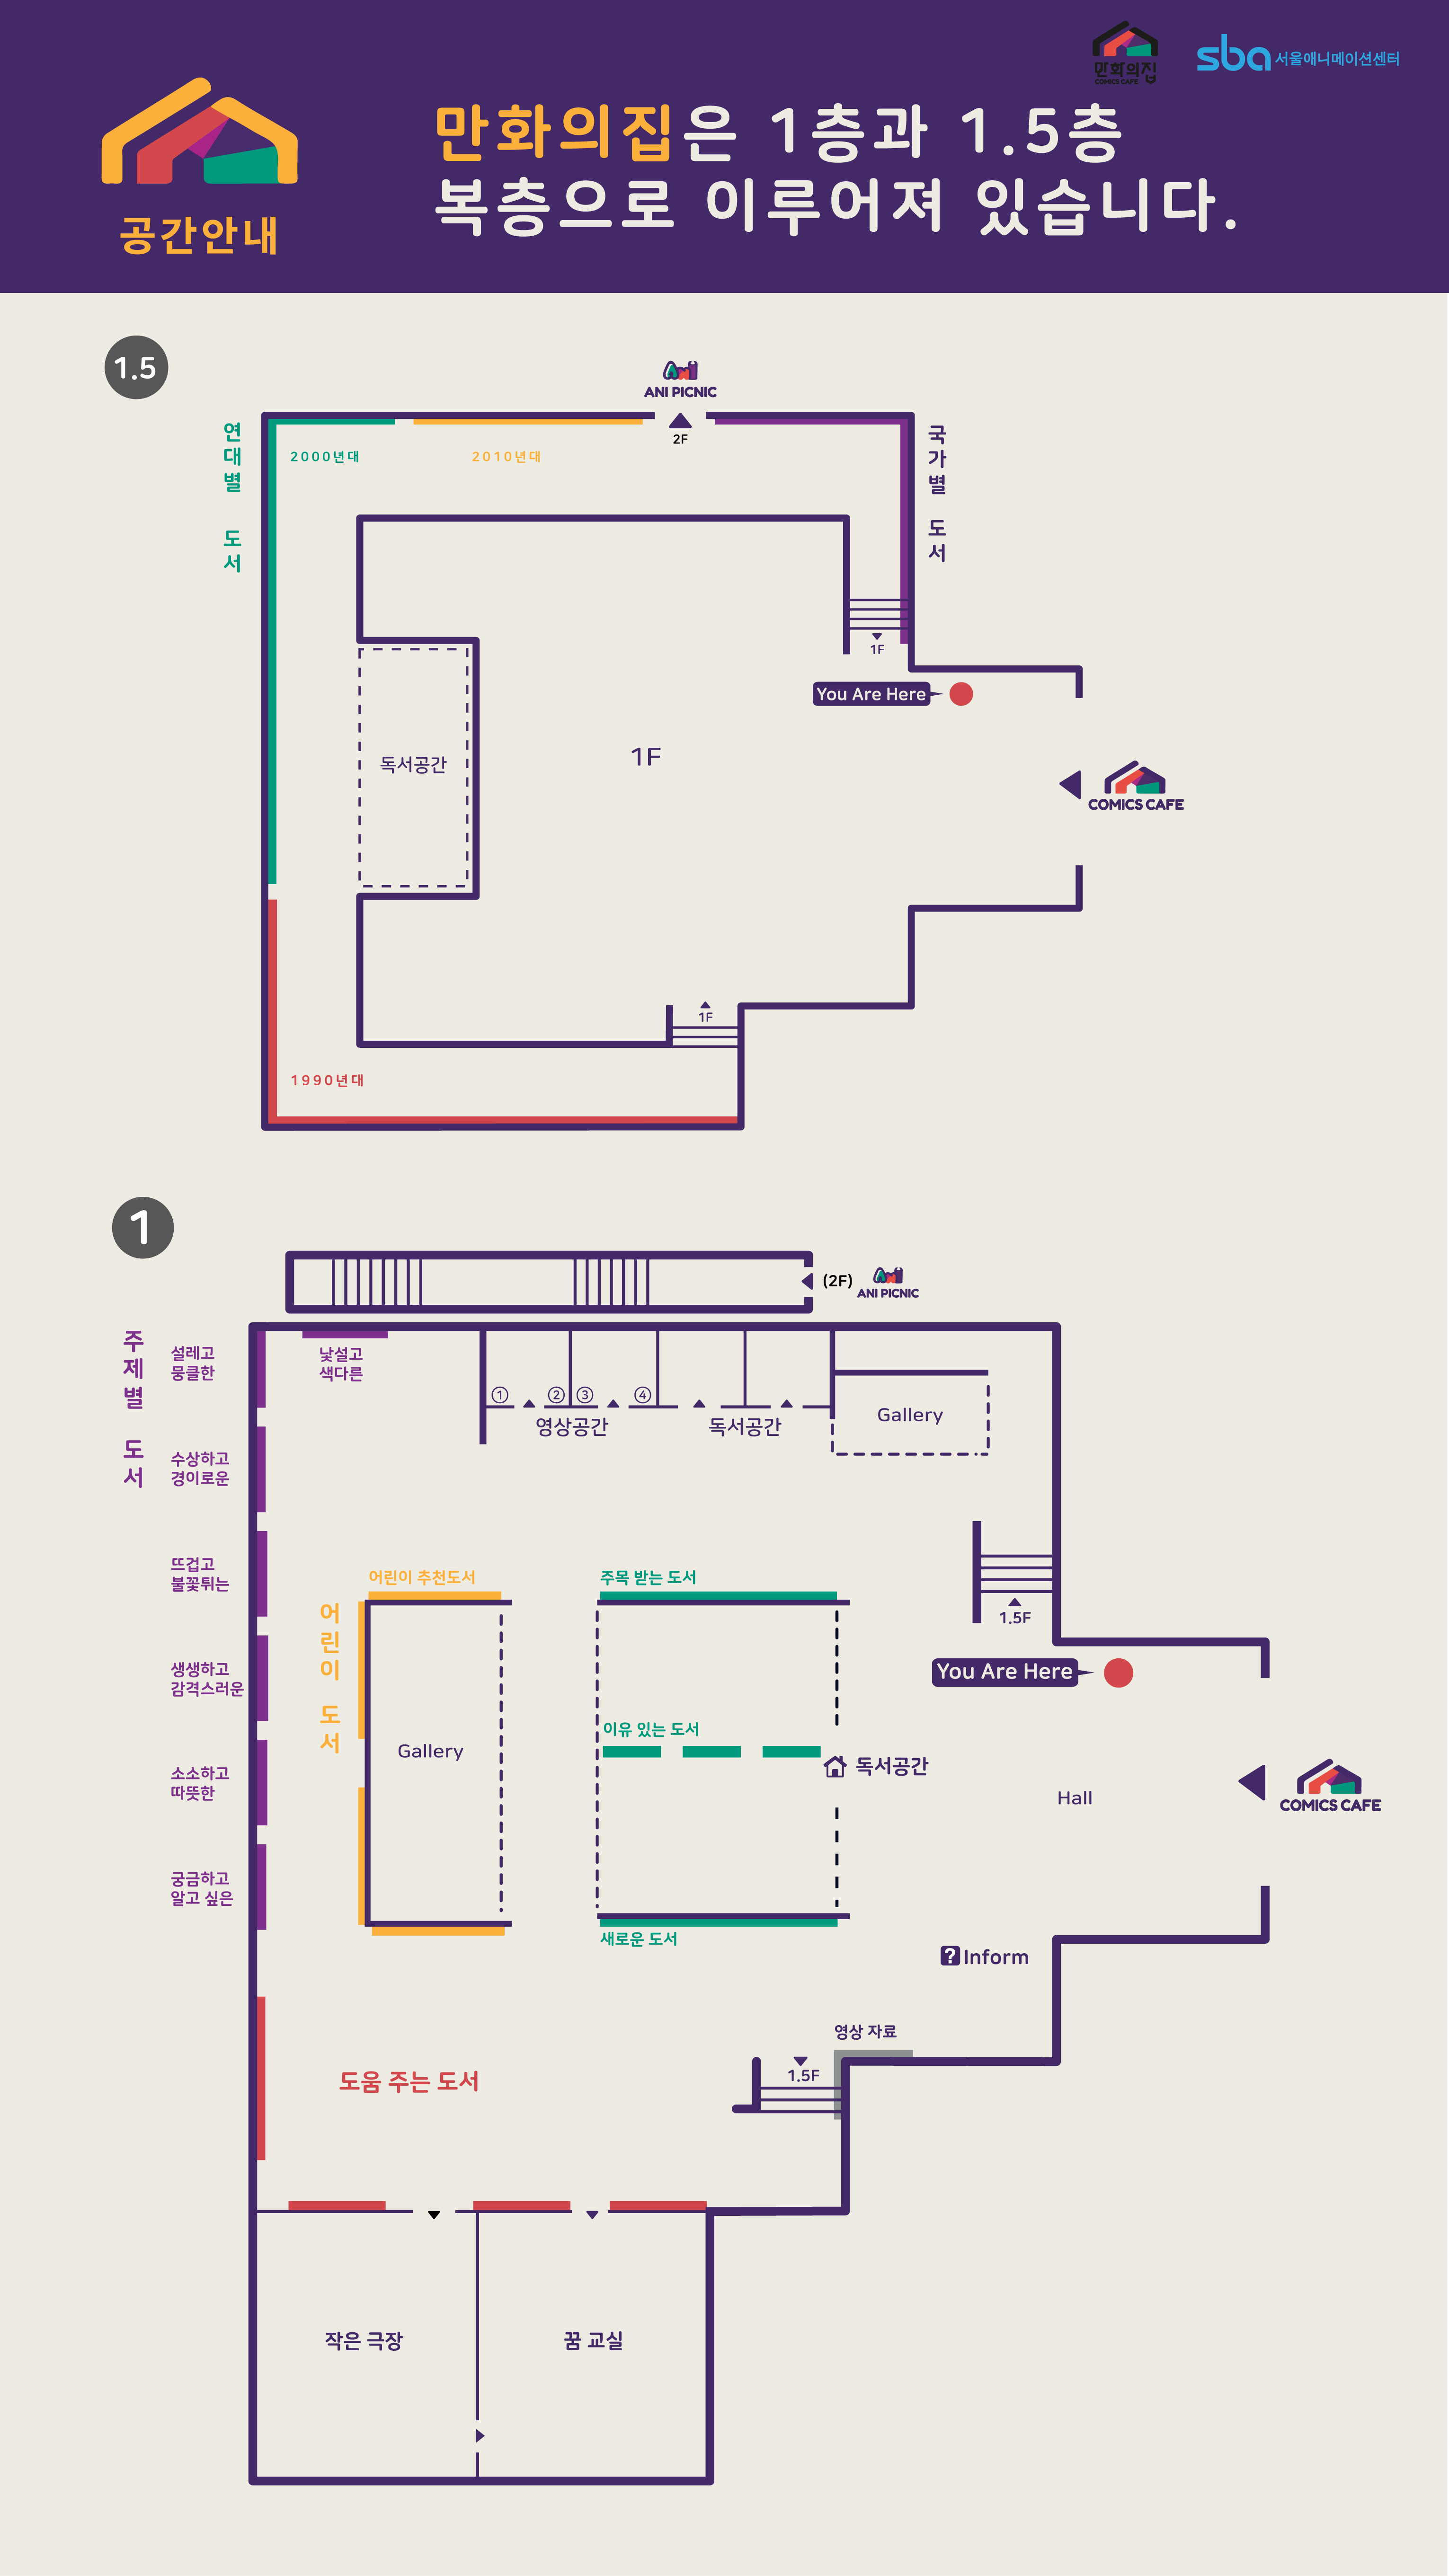 만화의집
COMICS CAFE
sba 서울애니메이션센터
공간안내
만화의집은 1층과 1.5층
복층으로 이루어져 있습니다.
1.5
ANI PICNIC
2F
연대별 도서
2000년대
2010년대
국가별 도서
1F
You Are Here
독서공간
1F
COMICS CAFE
1F
1990년대
1
(2F)
ANI PICNIC
주제별 도서
설레고
뭉클한
낯설고
색다른
① ② ③ ④
영상공간
독서공간
Gallery
수상하고
경이로운
뜨겁고
불꽃튀는
어린이 추천도서
주목 받는 도서
1.5F
어린이 도서
생생하고
감격스러운
You Are Here
이유 있는 도서
Gallery
독서공간
소소하고
따뜻한
Hall
COMICS CAFE
궁금하고
알고 싶은
새로운 도서
? Inform
영상 자료
1.5F
도움 주는 도서
작은 극장
꿈 교실